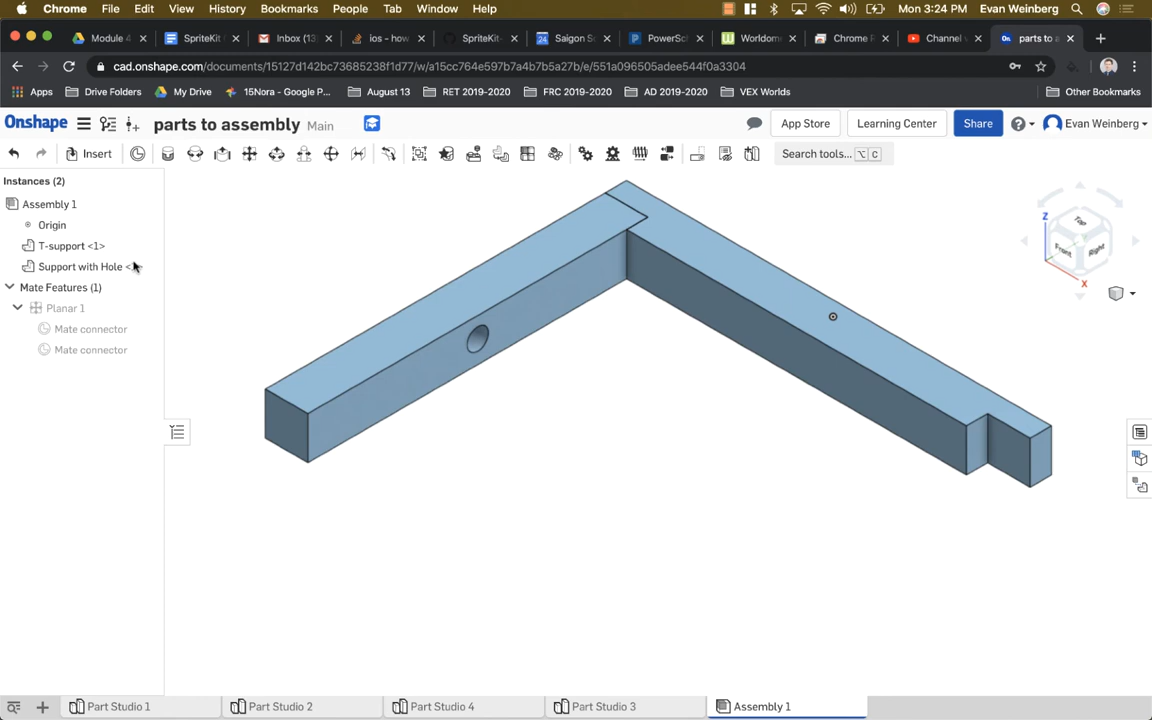 Chrome File Edit View History Bookmarks People Tab Window Help Mon 3:24 PM Evan Weinberg
Module 4 SpriteKit Inbox (13 ios - how SpriteKit- 24 Saigon S PowerSch Worldom Chrome R Channel v On parts to a
cad.onshape.com/documents/15127d142bc73685238f1d77/w/a15cc764e597b7a4b7b5a27b/e/551a096505adee544f0a3304
Apps Drive Folders My Drive 15Nora - Google P... August 13 RET 2019-2020 FRC 2019-2020 AD 2019-2020 VEX Worlds Other Bookmarks
Onshape parts to assembly Main App Store Learning Center Share Evan Weinberg
Insert Search tools... ⌥ C
Instances (2)
Assembly 1
Origin
T-support <1>
Support with Hole <
Mate Features (1)
Planar 1
Mate connector
Mate connector
Z
Top
Front Right
X
Part Studio 1 Part Studio 2 Part Studio 4 Part Studio 3 Assembly 1